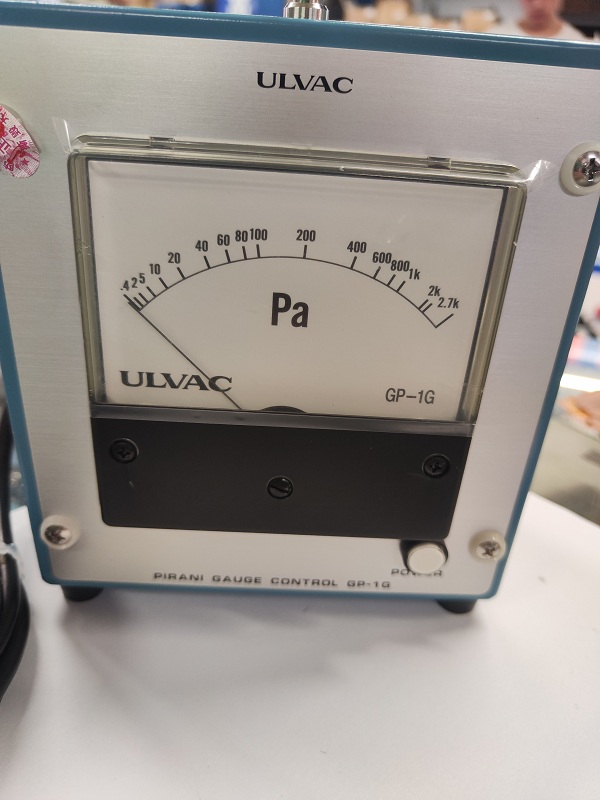 ULVAC
.4 2 5 10 20 40 60 80 100 200 400 600 800 1k 2k 2.7k
Pa
ULVAC
GP-1G
POWER
PIRANI GAUGE CONTROL GP-1G